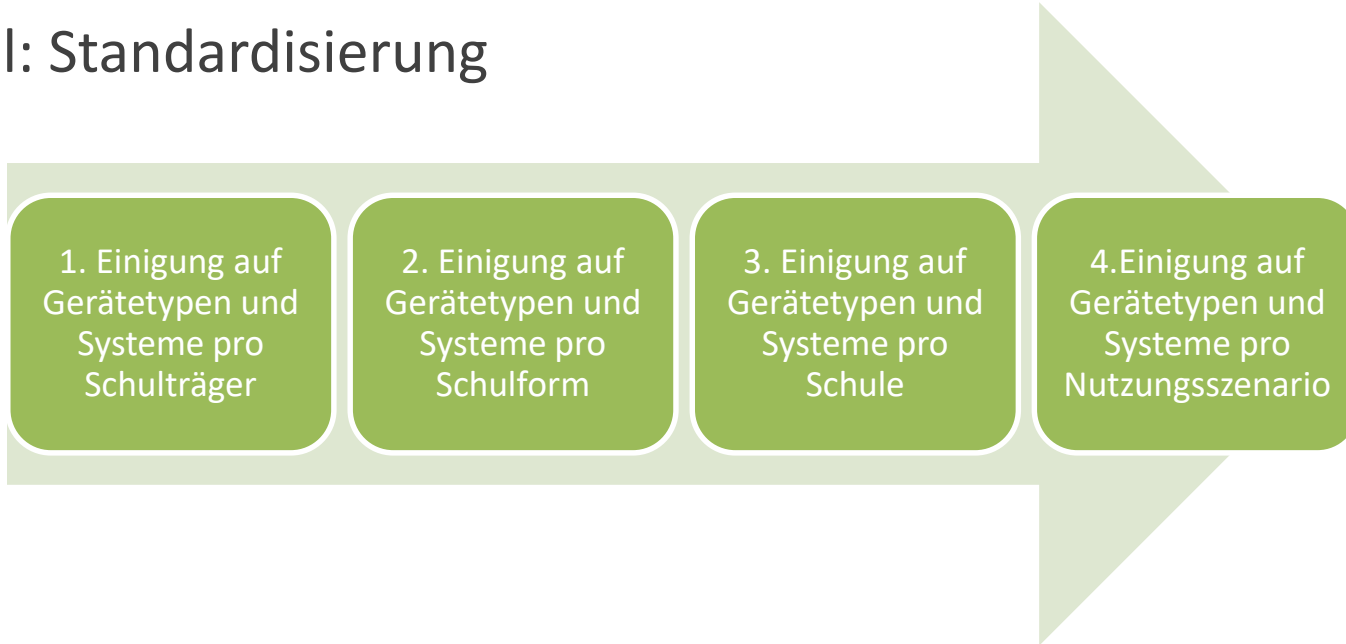 l: Standardisierung
1. Einigung auf
Gerätetypen und
Systeme pro
Schulträger
2. Einigung auf
Gerätetypen und
Systeme pro
Schulform
3. Einigung auf
Gerätetypen und
Systeme pro
Schule
4.Einigung auf
Gerätetypen und
Systeme pro
Nutzungsszenario